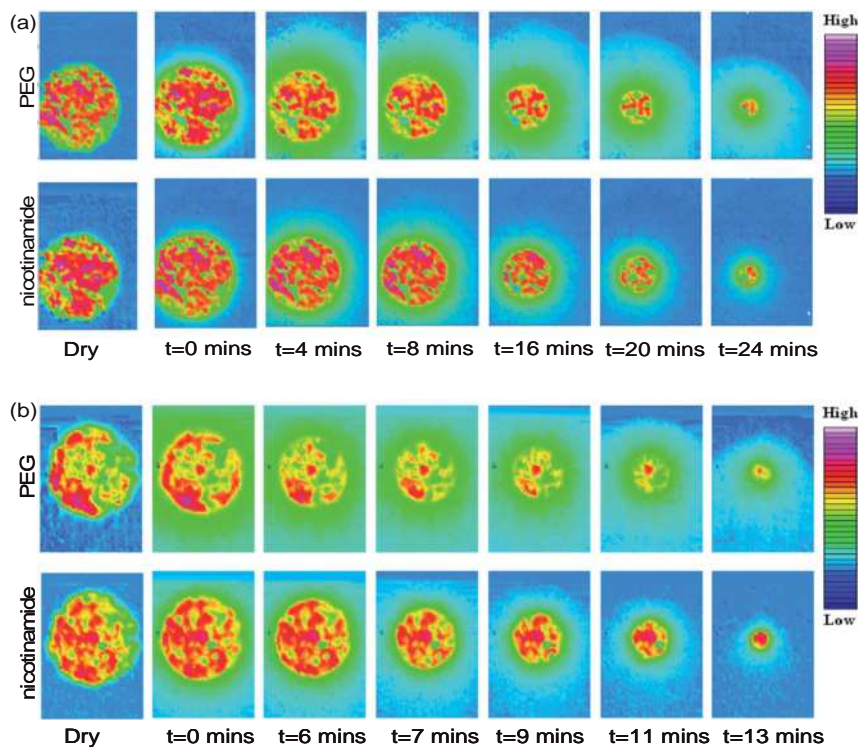 (a)
PEG
High
nicotinamide
Low
Dry t=0 mins t=4 mins t=8 mins t=16 mins t=20 mins t=24 mins
(b)
PEG
High
nicotinamide
Low
Dry t=0 mins t=6 mins t=7 mins t=9 mins t=11 mins t=13 mins